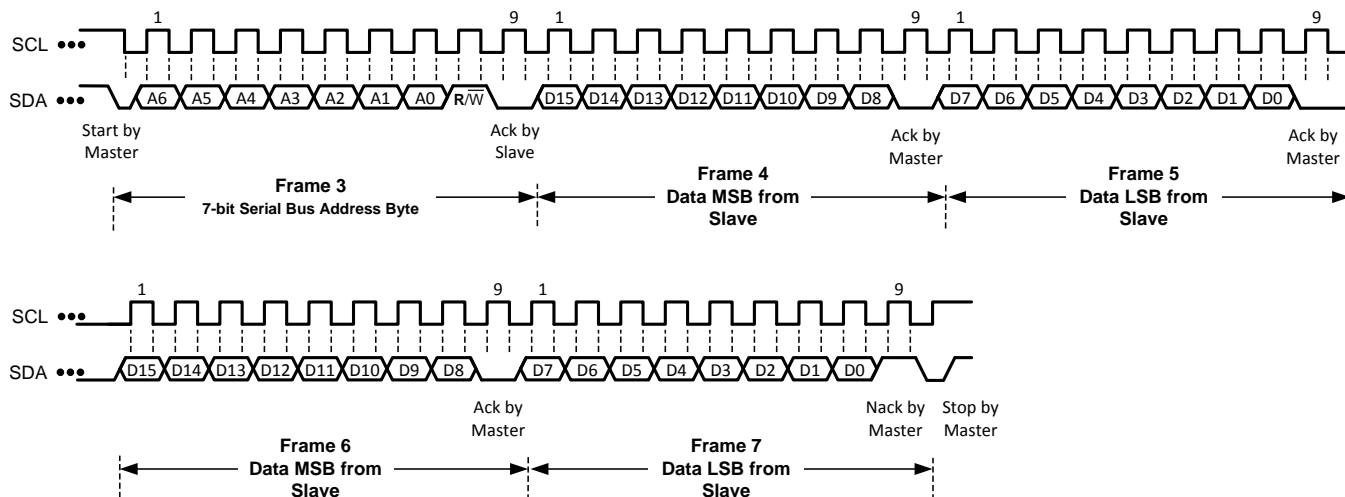 1 9 1 9 1 9
SCL •••
SDA ••• A6 A5 A4 A3 A2 A1 A0 R/W̅ D15 D14 D13 D12 D11 D10 D9 D8 D7 D6 D5 D4 D3 D2 D1 D0
Start by Ack by Ack by Ack by
Master Slave Master Master
Frame 3 Frame 4 Frame 5
7-bit Serial Bus Address Byte Data MSB from Data LSB from
Slave Slave
1 9 1 9
SCL •••
SDA ••• D15 D14 D13 D12 D11 D10 D9 D8 D7 D6 D5 D4 D3 D2 D1 D0
Ack by Nack by Stop by
Master Master Master
Frame 6 Frame 7
Data MSB from Data LSB from
Slave Slave